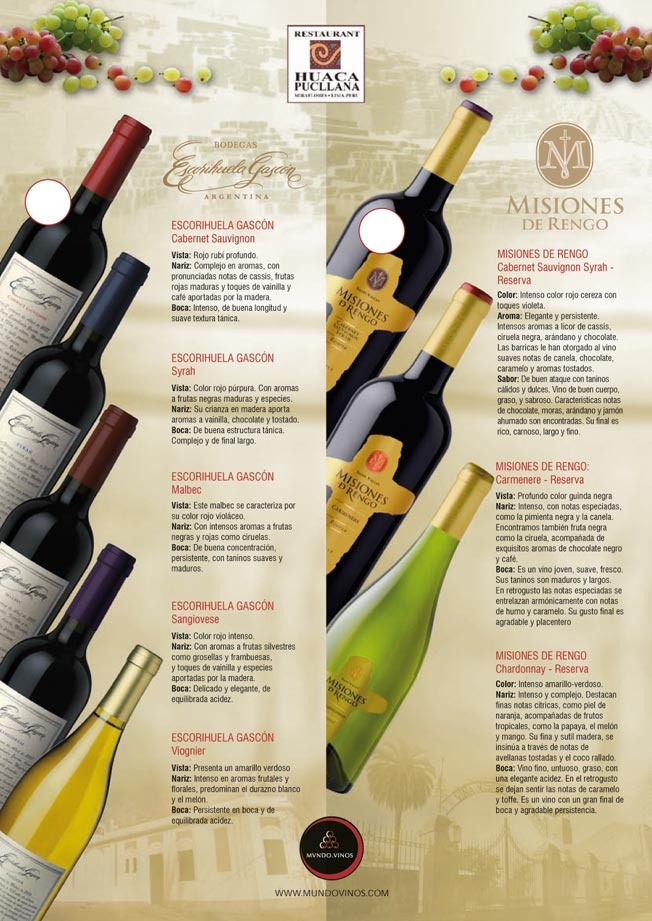 RESTAURANT
HUACA
PUCLLANA
MIRAFLORES • LIMA-PERU
BODEGAS
Escorihuela Gascón
ARGENTINA
ESCORIHUELA GASCÓN
Cabernet Sauvignon
Vista: Rojo rubí profundo.
Nariz: Complejo en aromas, con
pronunciadas notas de cassis, frutas
rojas maduras y toques de vainilla y
café aportadas por la madera.
Boca: Intenso, de buena longitud y
suave textura tánica.
ESCORIHUELA GASCÓN
Syrah
Vista: Color rojo púrpura. Con aromas
a frutas negras maduras y especies.
Nariz: Su crianza en madera aporta
aromas a vainilla, chocolate y tostado.
Boca: De buena estructura tánica.
Complejo y de final largo.
ESCORIHUELA GASCÓN
Malbec
Vista: Este malbec se caracteriza por
su color rojo violáceo.
Nariz: Con intensos aromas a frutas
negras y rojas como ciruelas.
Boca: De buena concentración,
persistente, con taninos suaves y
maduros.
ESCORIHUELA GASCÓN
Sangiovese
Vista: Color rojo intenso.
Nariz: Con aromas a frutas silvestres
como grosellas y frambuesas,
y toques de vainilla y especies
aportadas por la madera.
Boca: Delicado y elegante, de
equilibrada acidez.
ESCORIHUELA GASCÓN
Viognier
Vista: Presenta un amarillo verdoso
Nariz: Intenso en aromas frutales y
florales, predominan el durazno blanco
y el melón.
Boca: Persistente en boca y de
equilibrada acidez.
M
MISIONES
DE RENGO
MISIONES DE RENGO
Cabernet Sauvignon Syrah -
Reserva
Color: Intenso color rojo cereza con
toques violeta.
Aroma: Elegante y persistente.
Intensos aromas a licor de cassis,
ciruela negra, arándano y chocolate.
Las barricas le han otorgado al vino
suaves notas de canela, chocolate,
caramelo y aromas tostados.
Sabor: De buen ataque con taninos
cálidos y dulces. Vino de buen cuerpo,
graso, y sabroso. Características notas
de chocolate, moras, arándano y jamón
ahumado son encontradas. Su final es
rico, carnoso, largo y fino.
MISIONES DE RENGO:
Carmenere - Reserva
Vista: Profundo color guinda negra
Nariz: Intenso, con notas especiadas,
como la pimienta negra y la canela.
Encontramos también fruta negra
como la ciruela, acompañada de
exquisitos aromas de chocolate negro
y café.
Boca: Es un vino joven, suave, fresco.
Sus taninos son maduros y largos.
En retrogusto las notas especiadas se
entrelazan armónicamente con notas
de humo y caramelo. Su gusto final es
agradable y placentero
MISIONES DE RENGO
Chardonnay - Reserva
Color: Intenso amarillo-verdoso.
Nariz: Intenso y complejo. Destacan
finas notas cítricas, como piel de
naranja, acompañadas de frutos
tropicales, como la papaya, el melón
y mango. Su fina y sutil madera, se
insinúa a través de notas de
avellanas tostadas y el coco rallado.
Boca: Vino fino, untuoso, graso, con
una elegante acidez. En el retrogusto
se dejan sentir las notas de caramelo
y toffe. Es un vino con un gran final de
boca y agradable persistencia.
Escorihuela Gascón
SYRAH
Escorihuela Gascón
MALBEC
Escorihuela Gascón
MISIONES
DE RENGO
CABERNET
SAUVIGNON
SYRAH
MISIONES
DE RENGO
CARMENERE
MISIONES
DE RENGO
MVNDO.VINOS
WWW.MUNDOVINOS.COM